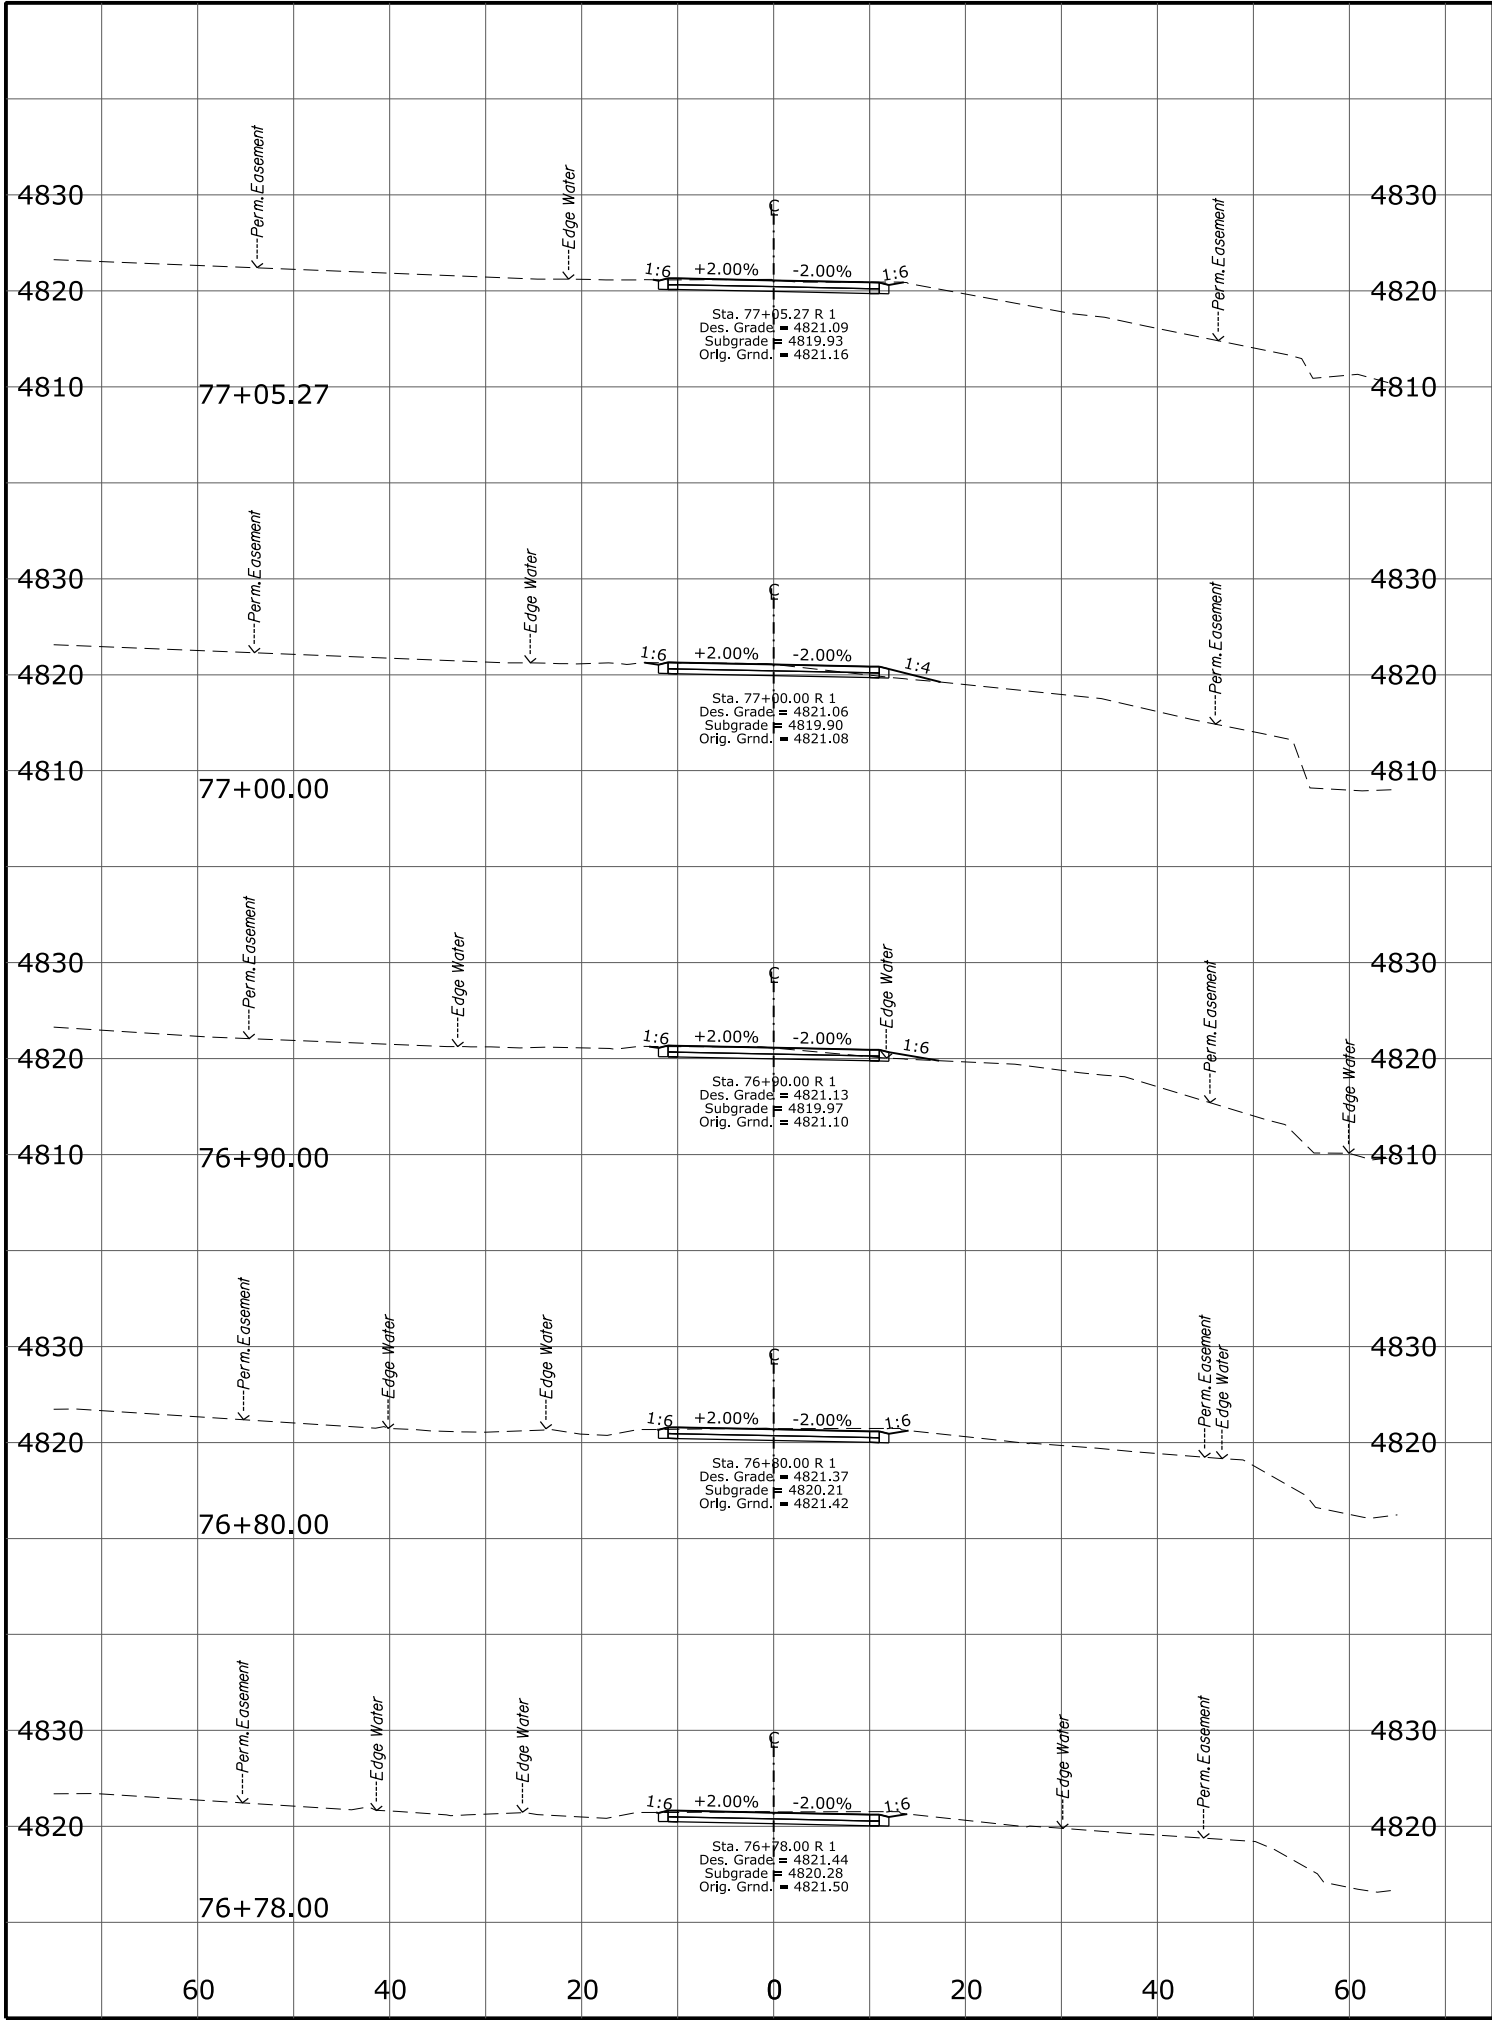 Perm.Easement
Edge Water
CL
Perm.Easement
4830
4830
1:6 +2.00% -2.00% 1:6
4820
4820
Sta. 77+05.27 R 1
Des. Grade = 4821.09
Subgrade = 4819.93
Orig. Grnd. = 4821.16
4810
77+05.27
4810
Perm.Easement
Edge Water
CL
Perm.Easement
4830
4830
1:6 +2.00% -2.00% 1:4
4820
4820
Sta. 77+00.00 R 1
Des. Grade = 4821.06
Subgrade = 4819.90
Orig. Grnd. = 4821.08
4810
77+00.00
4810
Perm.Easement
Edge Water
CL
Edge Water
Perm.Easement
Edge Water
4830
4830
1:6 +2.00% -2.00% 1:6
4820
4820
Sta. 76+90.00 R 1
Des. Grade = 4821.13
Subgrade = 4819.97
Orig. Grnd. = 4821.10
4810
76+90.00
4810
Perm.Easement
Edge Water
Edge Water
CL
Perm.Easement
Edge Water
4830
4830
1:6 +2.00% -2.00% 1:6
4820
4820
Sta. 76+80.00 R 1
Des. Grade = 4821.37
Subgrade = 4820.21
Orig. Grnd. = 4821.42
76+80.00
Perm.Easement
Edge Water
Edge Water
CL
Edge Water
Perm.Easement
4830
4830
1:6 +2.00% -2.00% 1:6
4820
4820
Sta. 76+78.00 R 1
Des. Grade = 4821.44
Subgrade = 4820.28
Orig. Grnd. = 4821.50
76+78.00
60 40 20 0 20 40 60